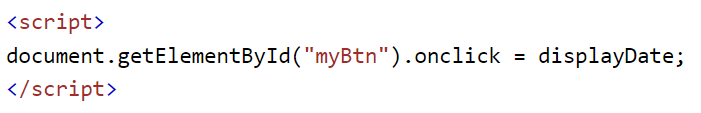 <script>
document.getElementById("myBtn").onclick = displayDate;
</script>